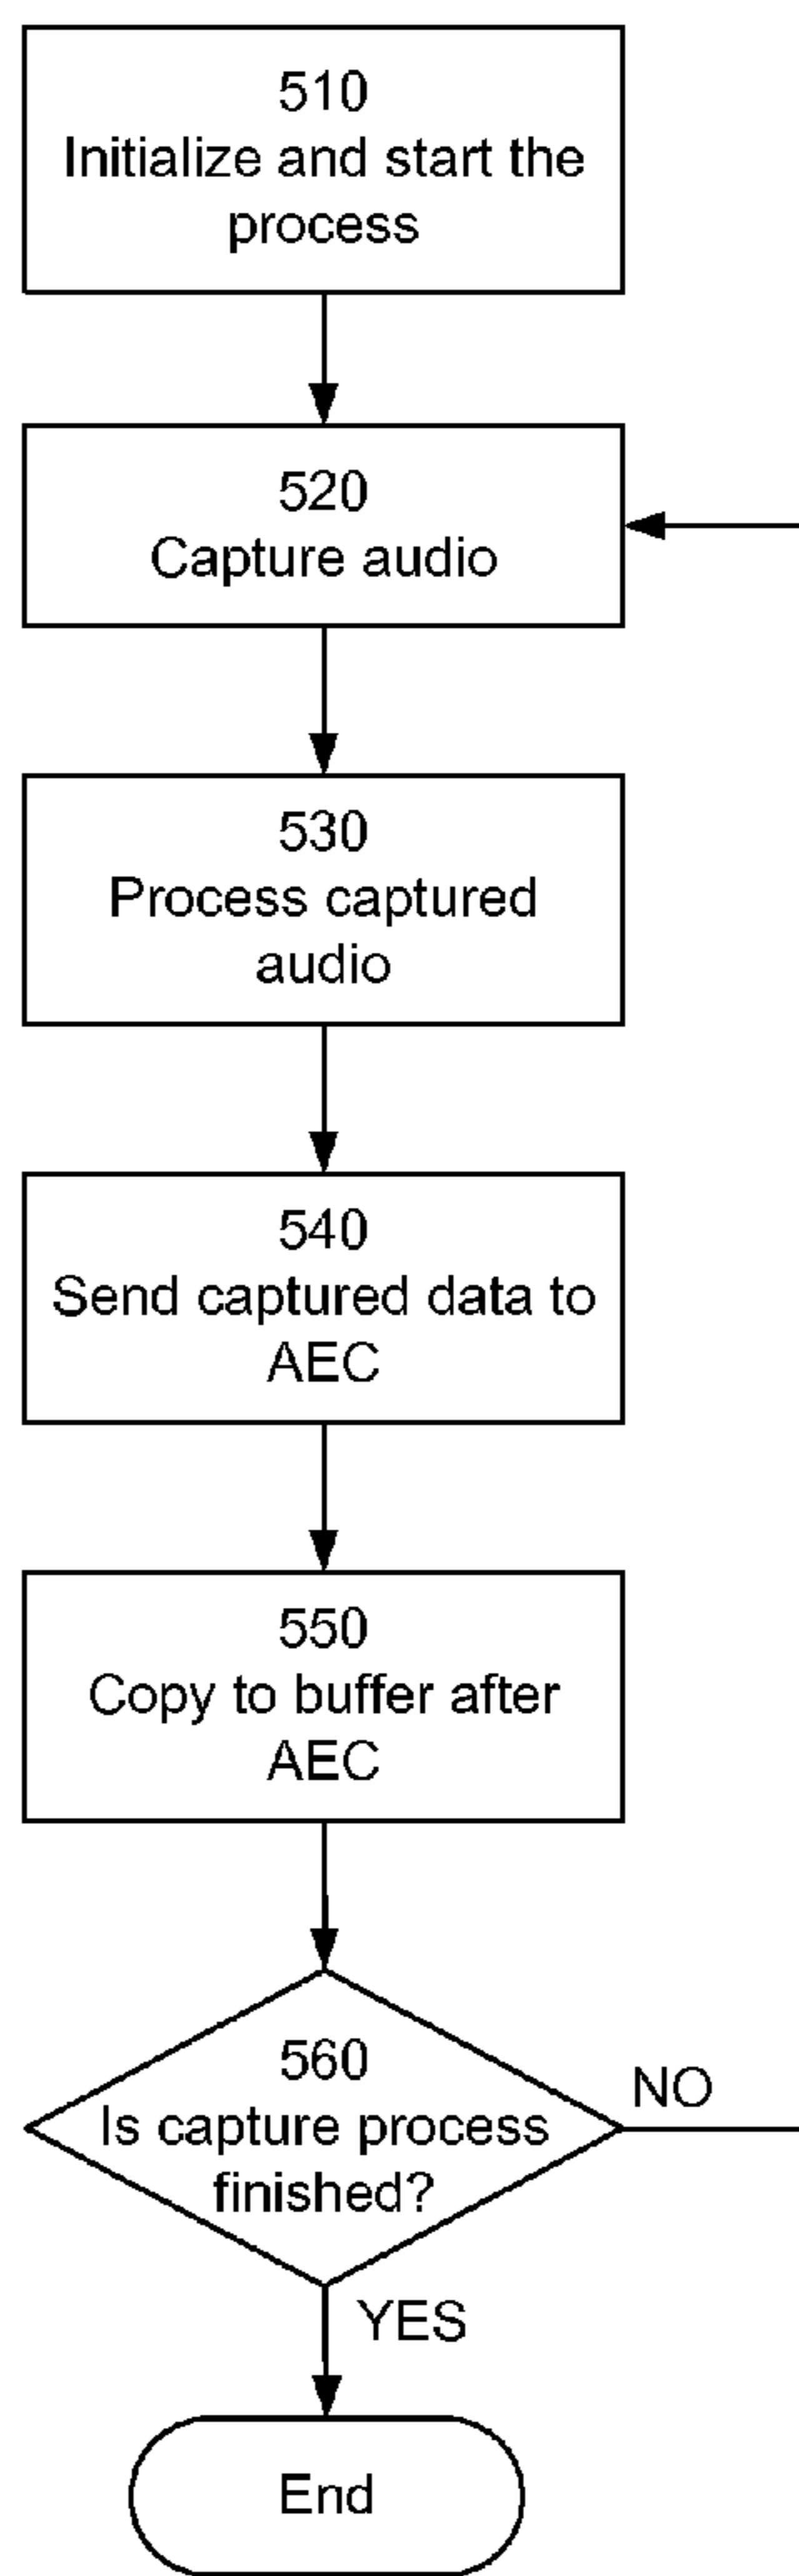 510
Initialize and start the
process
520
Capture audio
530
Process captured
audio
540
Send captured data to
AEC
550
Copy to buffer after
AEC
560
Is capture process
finished?
NO
YES
End